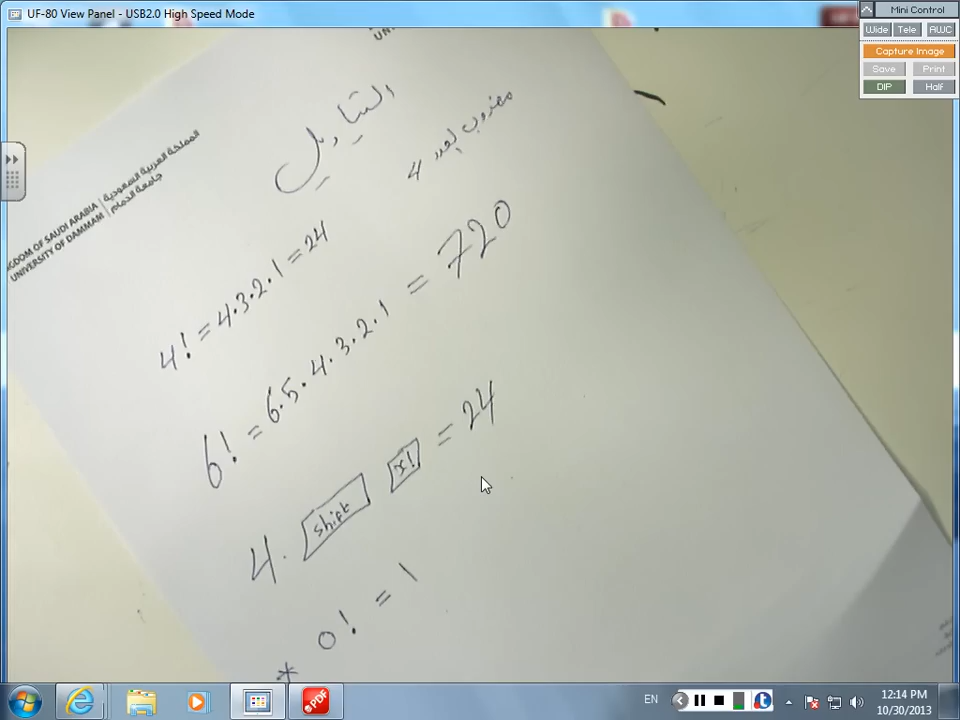 UF-80 View Panel - USB2.0 High Speed Mode
Mini Control
Wide Tele AWC
Capture Image
Save Print
DIP Half
المملكة العربية السعودية
جامعة الدمام
KINGDOM OF SAUDI ARABIA
UNIVERSITY OF DAMMAM
التباديل
مضروب العدد 4
4! = 4.3.2.1 = 24
6! = 6.5.4.3.2.1 = 720
4. shift x! = 24
* 0! = 1
PDF
EN
12:14 PM
10/30/2013